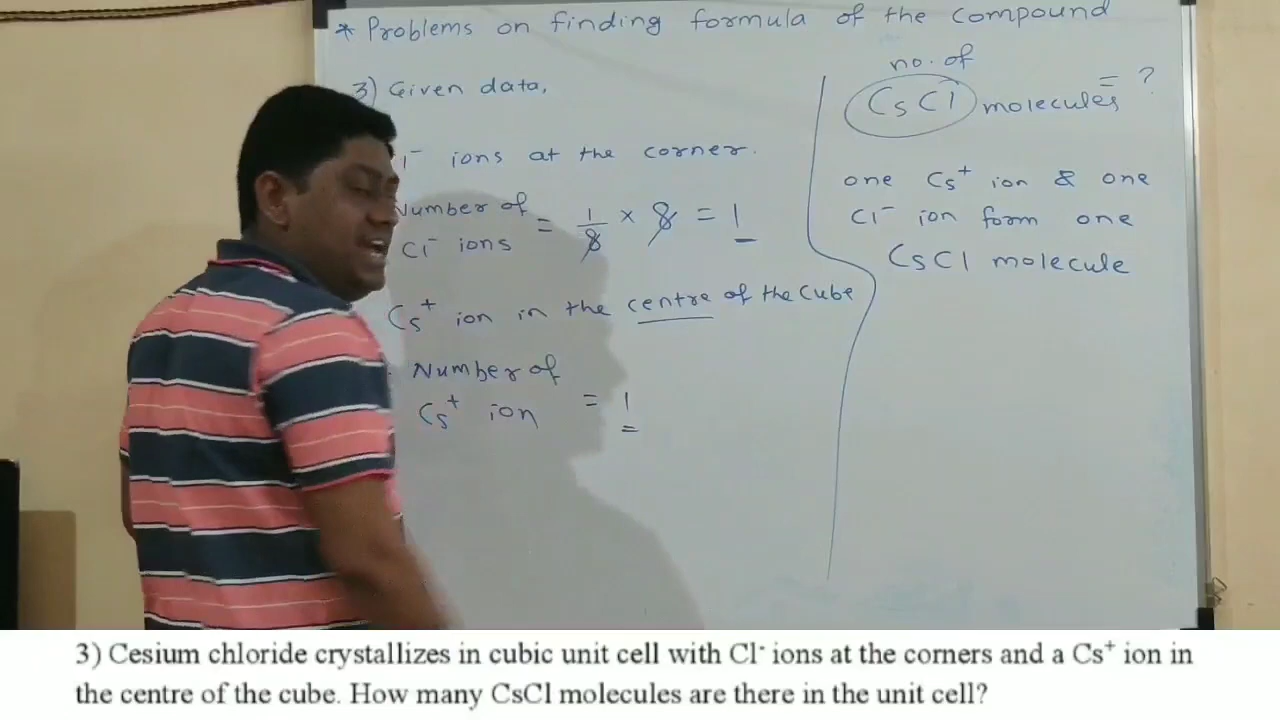 * Problems on finding formula of the compound
3) Given data,
l⁻ ions at the corner.
Number of
Cl⁻ ions = 1/8 × 8 = 1
Cs⁺ ion in the centre of the cube
Number of
Cs⁺ ion = 1
no. of
CsCl molecules = ?
one Cs⁺ ion & one
Cl⁻ ion form one
CsCl molecule
3) Cesium chloride crystallizes in cubic unit cell with Cl⁻ ions at the corners and a Cs⁺ ion in
the centre of the cube. How many CsCl molecules are there in the unit cell?